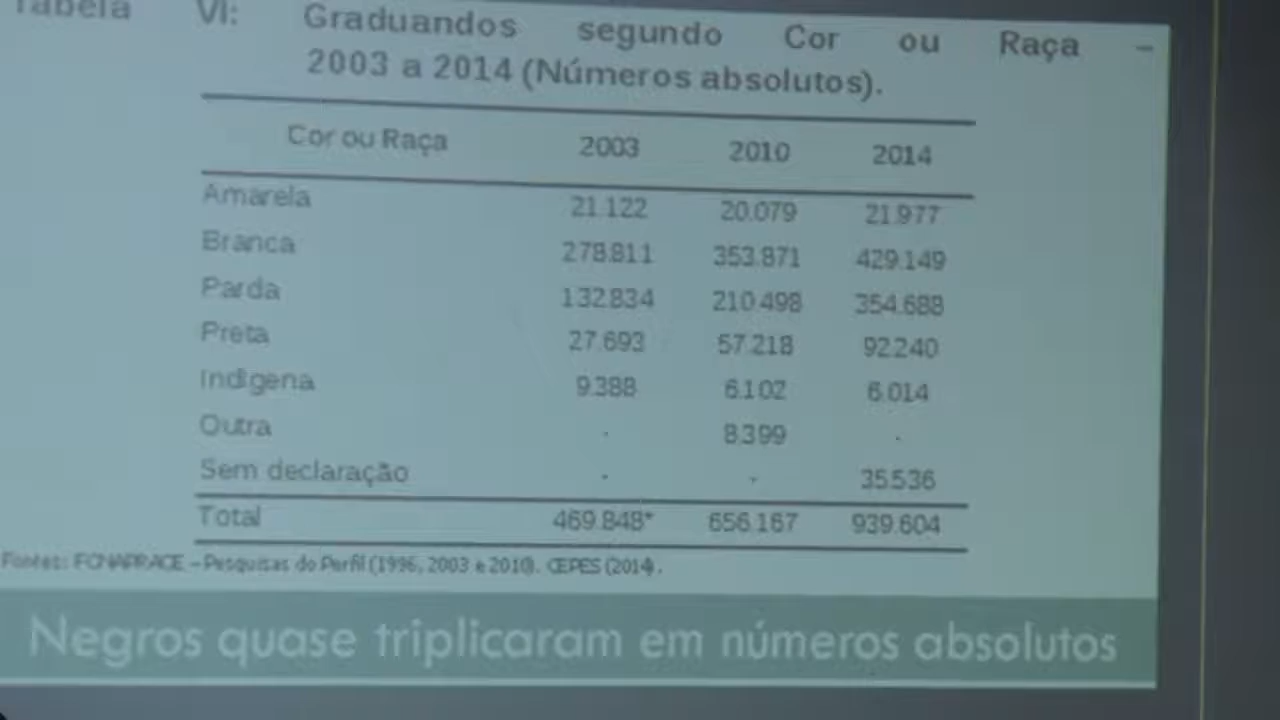 Tabela VI: Graduandos segundo Cor ou Raça –
2003 a 2014 (Números absolutos).
Cor ou Raça 2003 2010 2014
Amarela 21.122 20.079 21.977
Branca 278.811 353.871 429.149
Parda 132.834 210.498 354.688
Preta 27.693 57.218 92.240
Indígena 9.388 6.102 6.014
Outra . 8.399 .
Sem declaração . . 35.536
Total 469.848* 656.167 939.604
Fontes: FONAPRACE – Pesquisas do Perfil (1996, 2003 e 2010). CEPES (2014).
Negros quase triplicaram em números absolutos